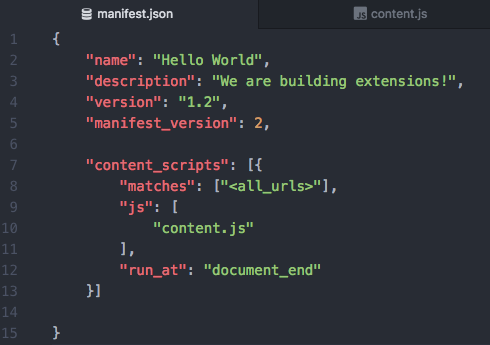 manifest.json
JS content.js
1 {
2 "name": "Hello World",
3 "description": "We are building extensions!",
4 "version": "1.2",
5 "manifest_version": 2,
6
7 "content_scripts": [{
8 "matches": ["<all_urls>"],
9 "js": [
10 "content.js"
11 ],
12 "run_at": "document_end"
13 }]
14
15 }